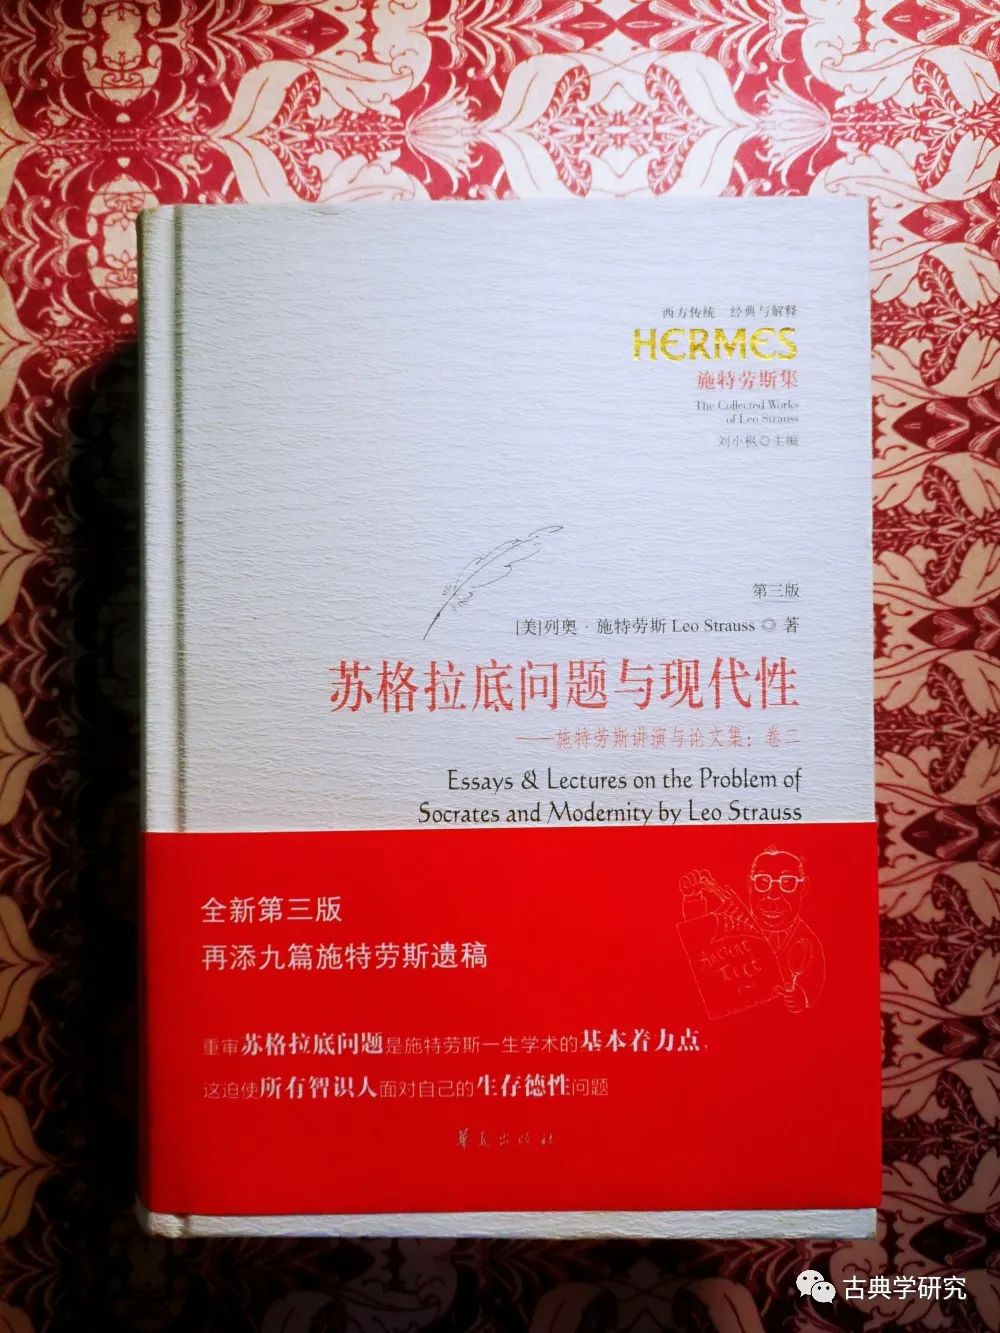 西方传统 经典与解释
HERMES
施特劳斯集
The Collected Works
of Leo Strauss
刘小枫◎主编
第三版
[美]列奥·施特劳斯 Leo Strauss ◎ 著
苏格拉底问题与现代性
——施特劳斯讲演与论文集：卷二
Essays & Lectures on the Problem of
Socrates and Modernity by Leo Strauss
全新第三版
再添九篇施特劳斯遗稿
Ancient
Text
重审苏格拉底问题是施特劳斯一生学术的基本着力点，
这迫使所有智识人面对自己的生存德性问题
华夏出版社
古典学研究